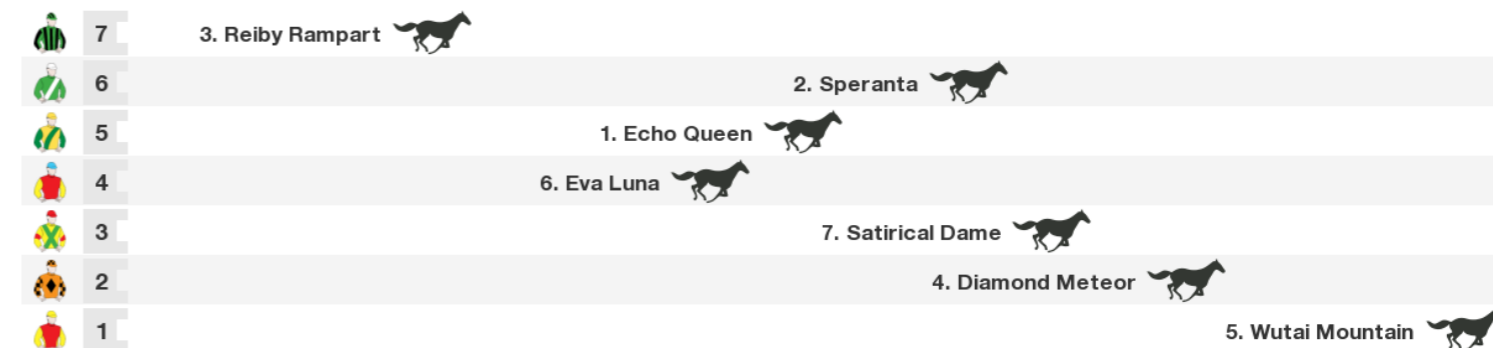 7 3. Reiby Rampart
6 2. Speranta
5 1. Echo Queen
4 6. Eva Luna
3 7. Satirical Dame
2 4. Diamond Meteor
1 5. Wutai Mountain